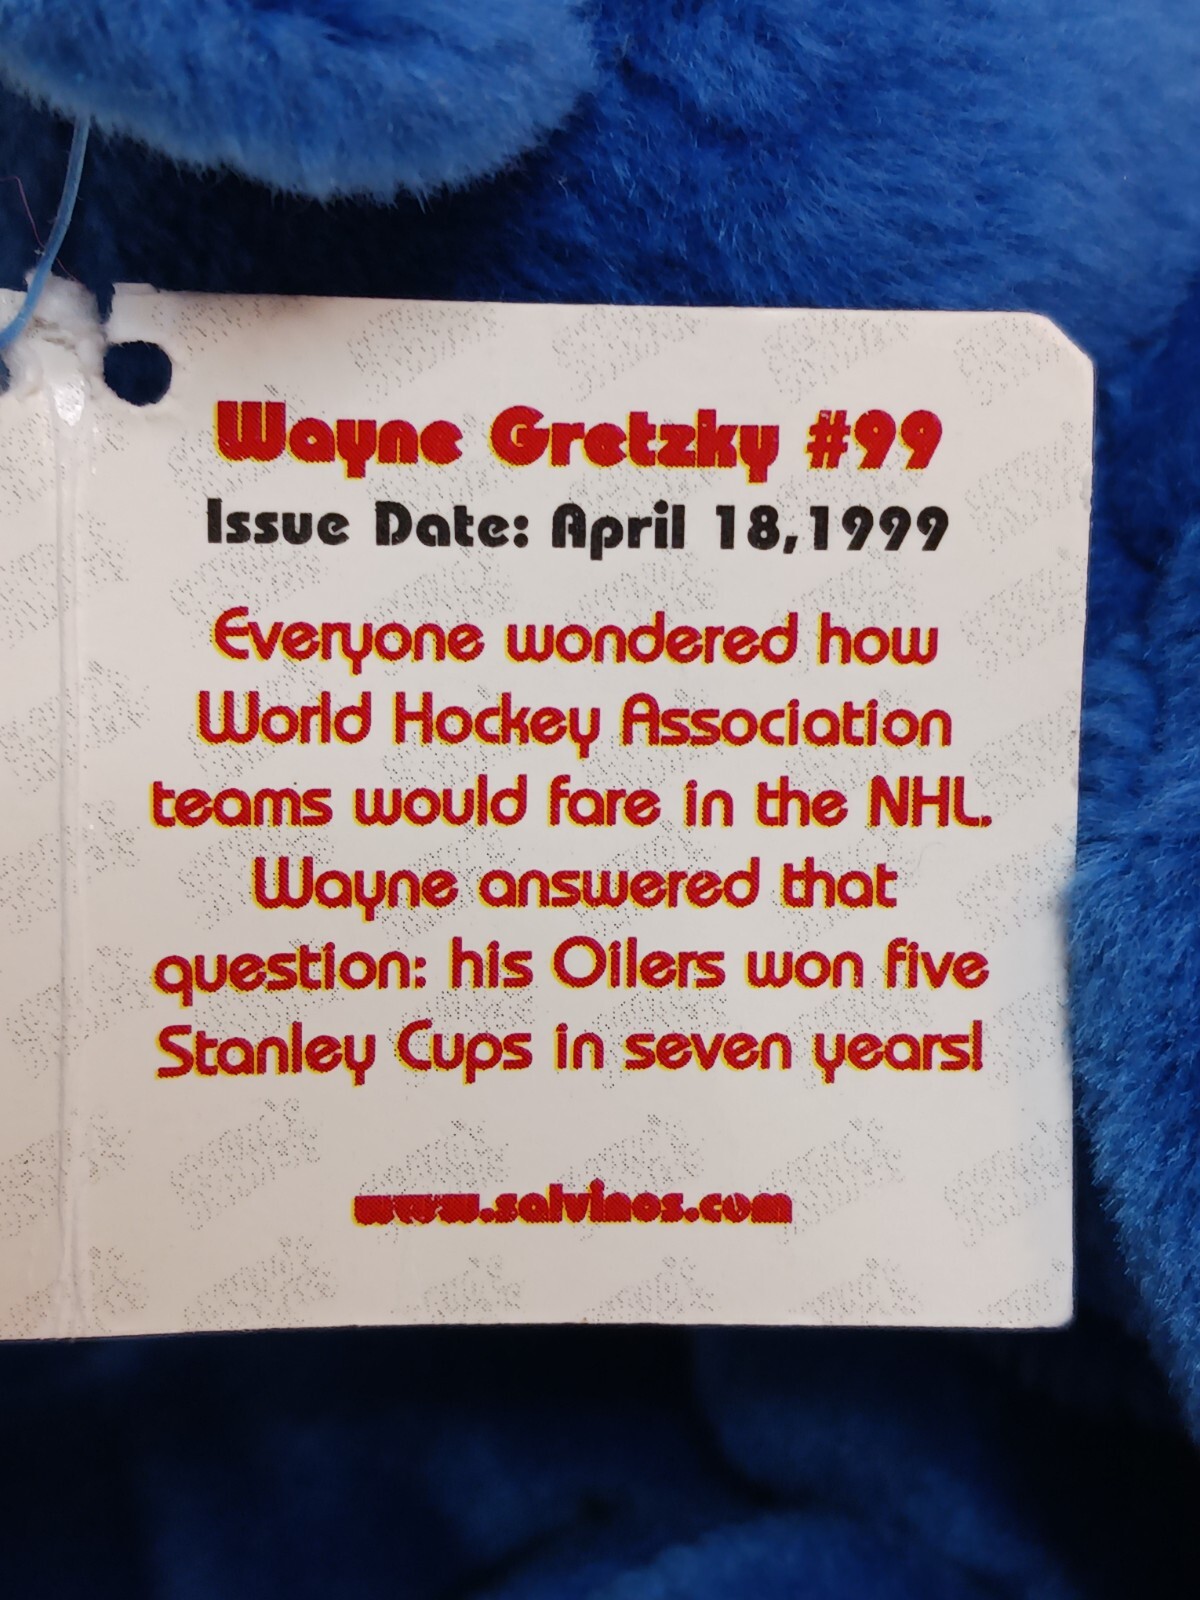 Wayne Gretzky #99
Issue Date: April 18,1999
Everyone wondered how
World Hockey Association
teams would fare in the NHL.
Wayne answered that
question: his Oilers won five
Stanley Cups in seven years!
www.salvinos.com